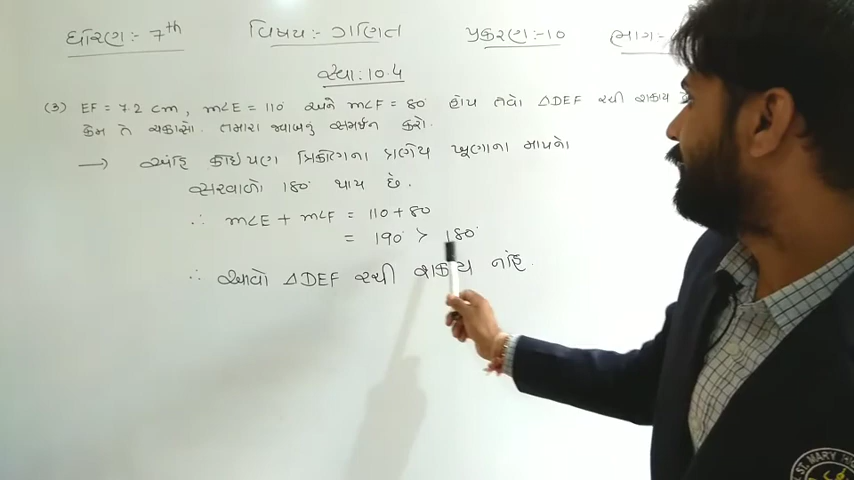 ધોરણ:- 7th વિષય:- ગણિત પ્રકરણ:-10 ભાગ:-
સ્વા:10.4
(3) EF = 7.2 cm, m∠E = 110° અને m∠F = 80° હોય તેવો △DEF રચી શકાય કે
કેમ તે ચકાસો. તમારા જવાબનું સમર્થન કરો.
→ અહિં કોઈપણ ત્રિકોણના ત્રણેય ખૂણાના માપનો
સરવાળો 180° થાય છે.
∴ m∠E + m∠F = 110 + 80
= 190° > 180°
∴ આવો △DEF રચી શકાય નહિં.
ST. MARY